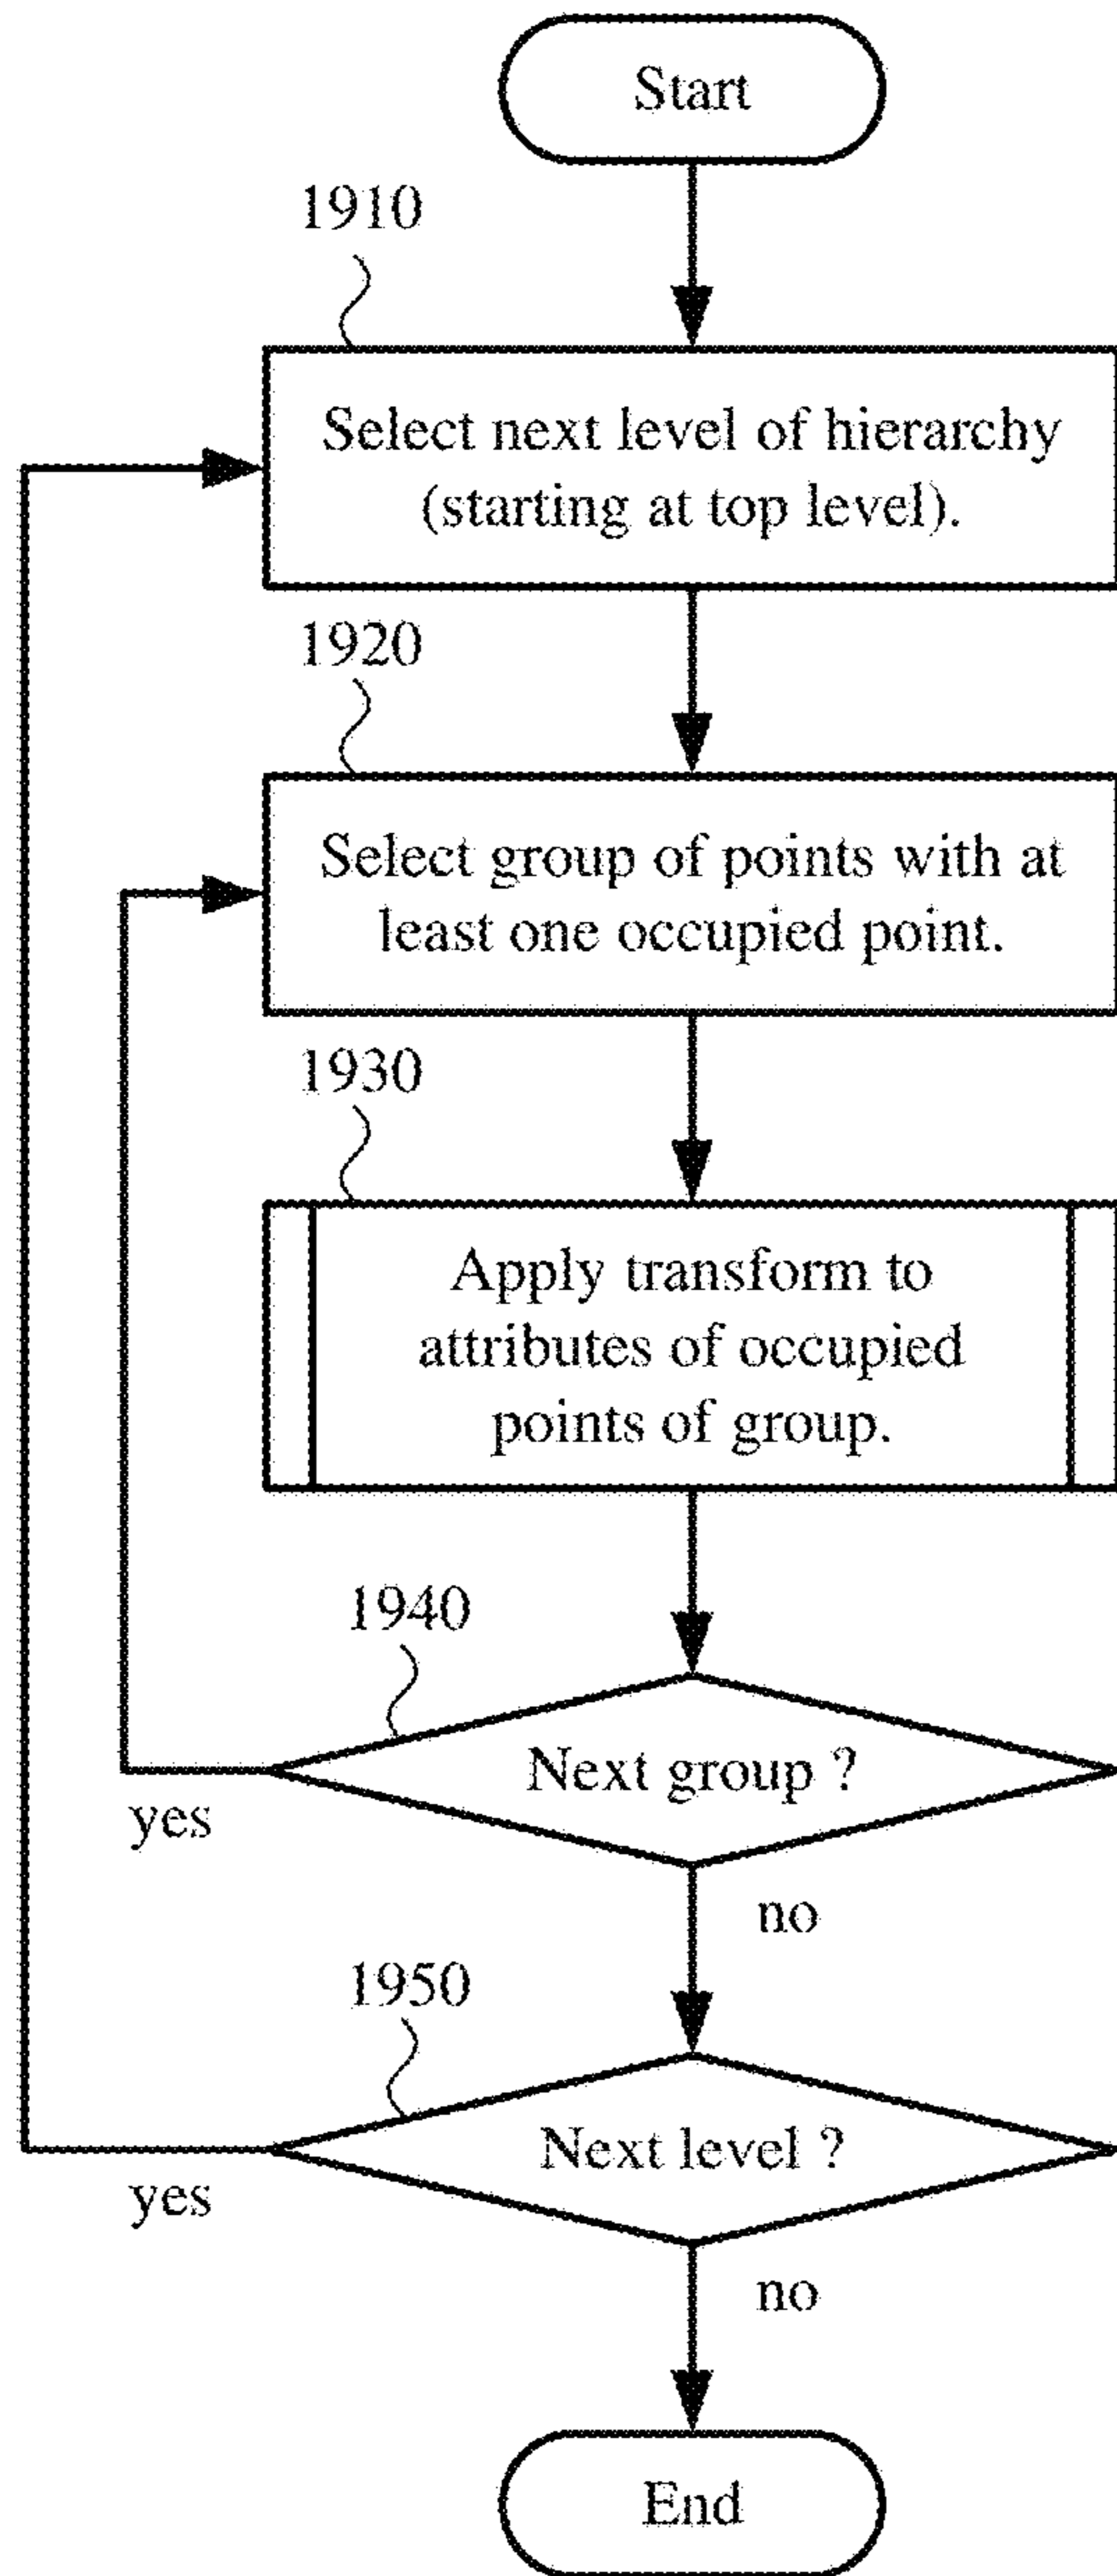 Start
1910
Select next level of hierarchy
(starting at top level).
1920
Select group of points with at
least one occupied point.
1930
Apply transform to
attributes of occupied
points of group.
1940
Next group ?
yes
no
1950
Next level ?
yes
no
End